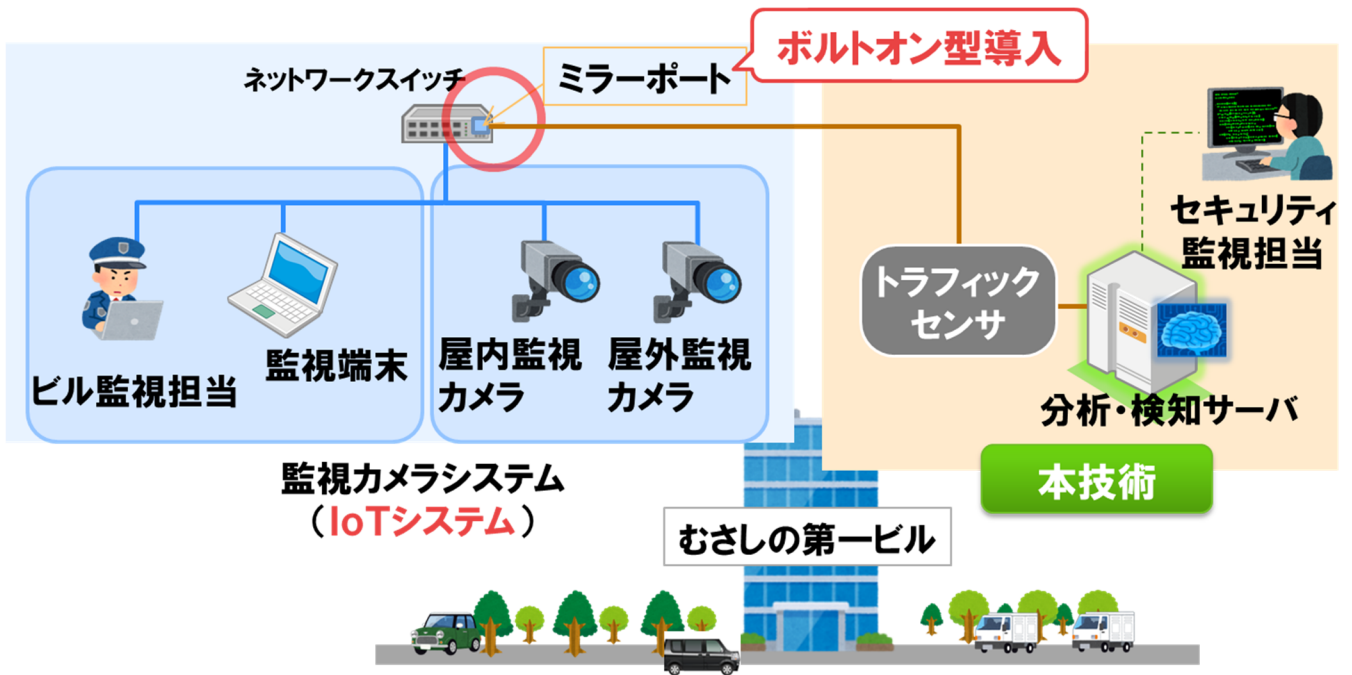 ボルトオン型導入
ネットワークスイッチ
ミラーポート
セキュリティ
監視担当
トラフィック
センサ
ビル監視担当
監視端末
屋内監視
カメラ
屋外監視
カメラ
分析・検知サーバ
監視カメラシステム
（IoTシステム）
本技術
むさしの第一ビル